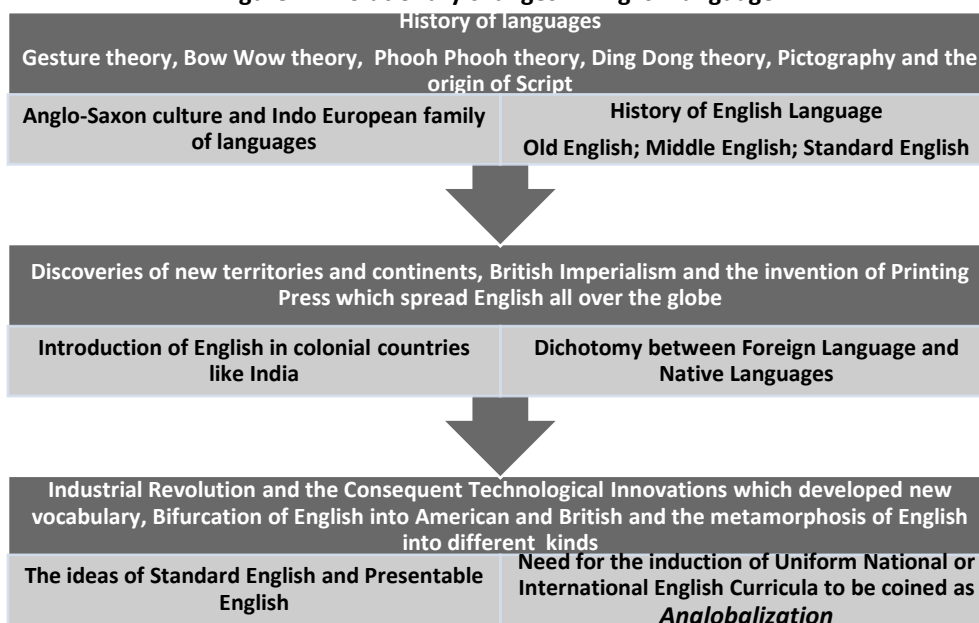 History of languages
Gesture theory, Bow Wow theory, Phooh Phooh theory, Ding Dong theory, Pictography and the
origin of Script
Anglo-Saxon culture and Indo European family
of languages
History of English Language
Old English; Middle English; Standard English
Discoveries of new territories and continents, British Imperialism and the invention of Printing
Press which spread English all over the globe
Introduction of English in colonial countries
like India
Dichotomy between Foreign Language and
Native Languages
Industrial Revolution and the Consequent Technological Innovations which developed new
vocabulary, Bifurcation of English into American and British and the metamorphosis of English
into different kinds
The ideas of Standard English and Presentable
English
Need for the induction of Uniform National or
International English Curricula to be coined as
Anglobalization